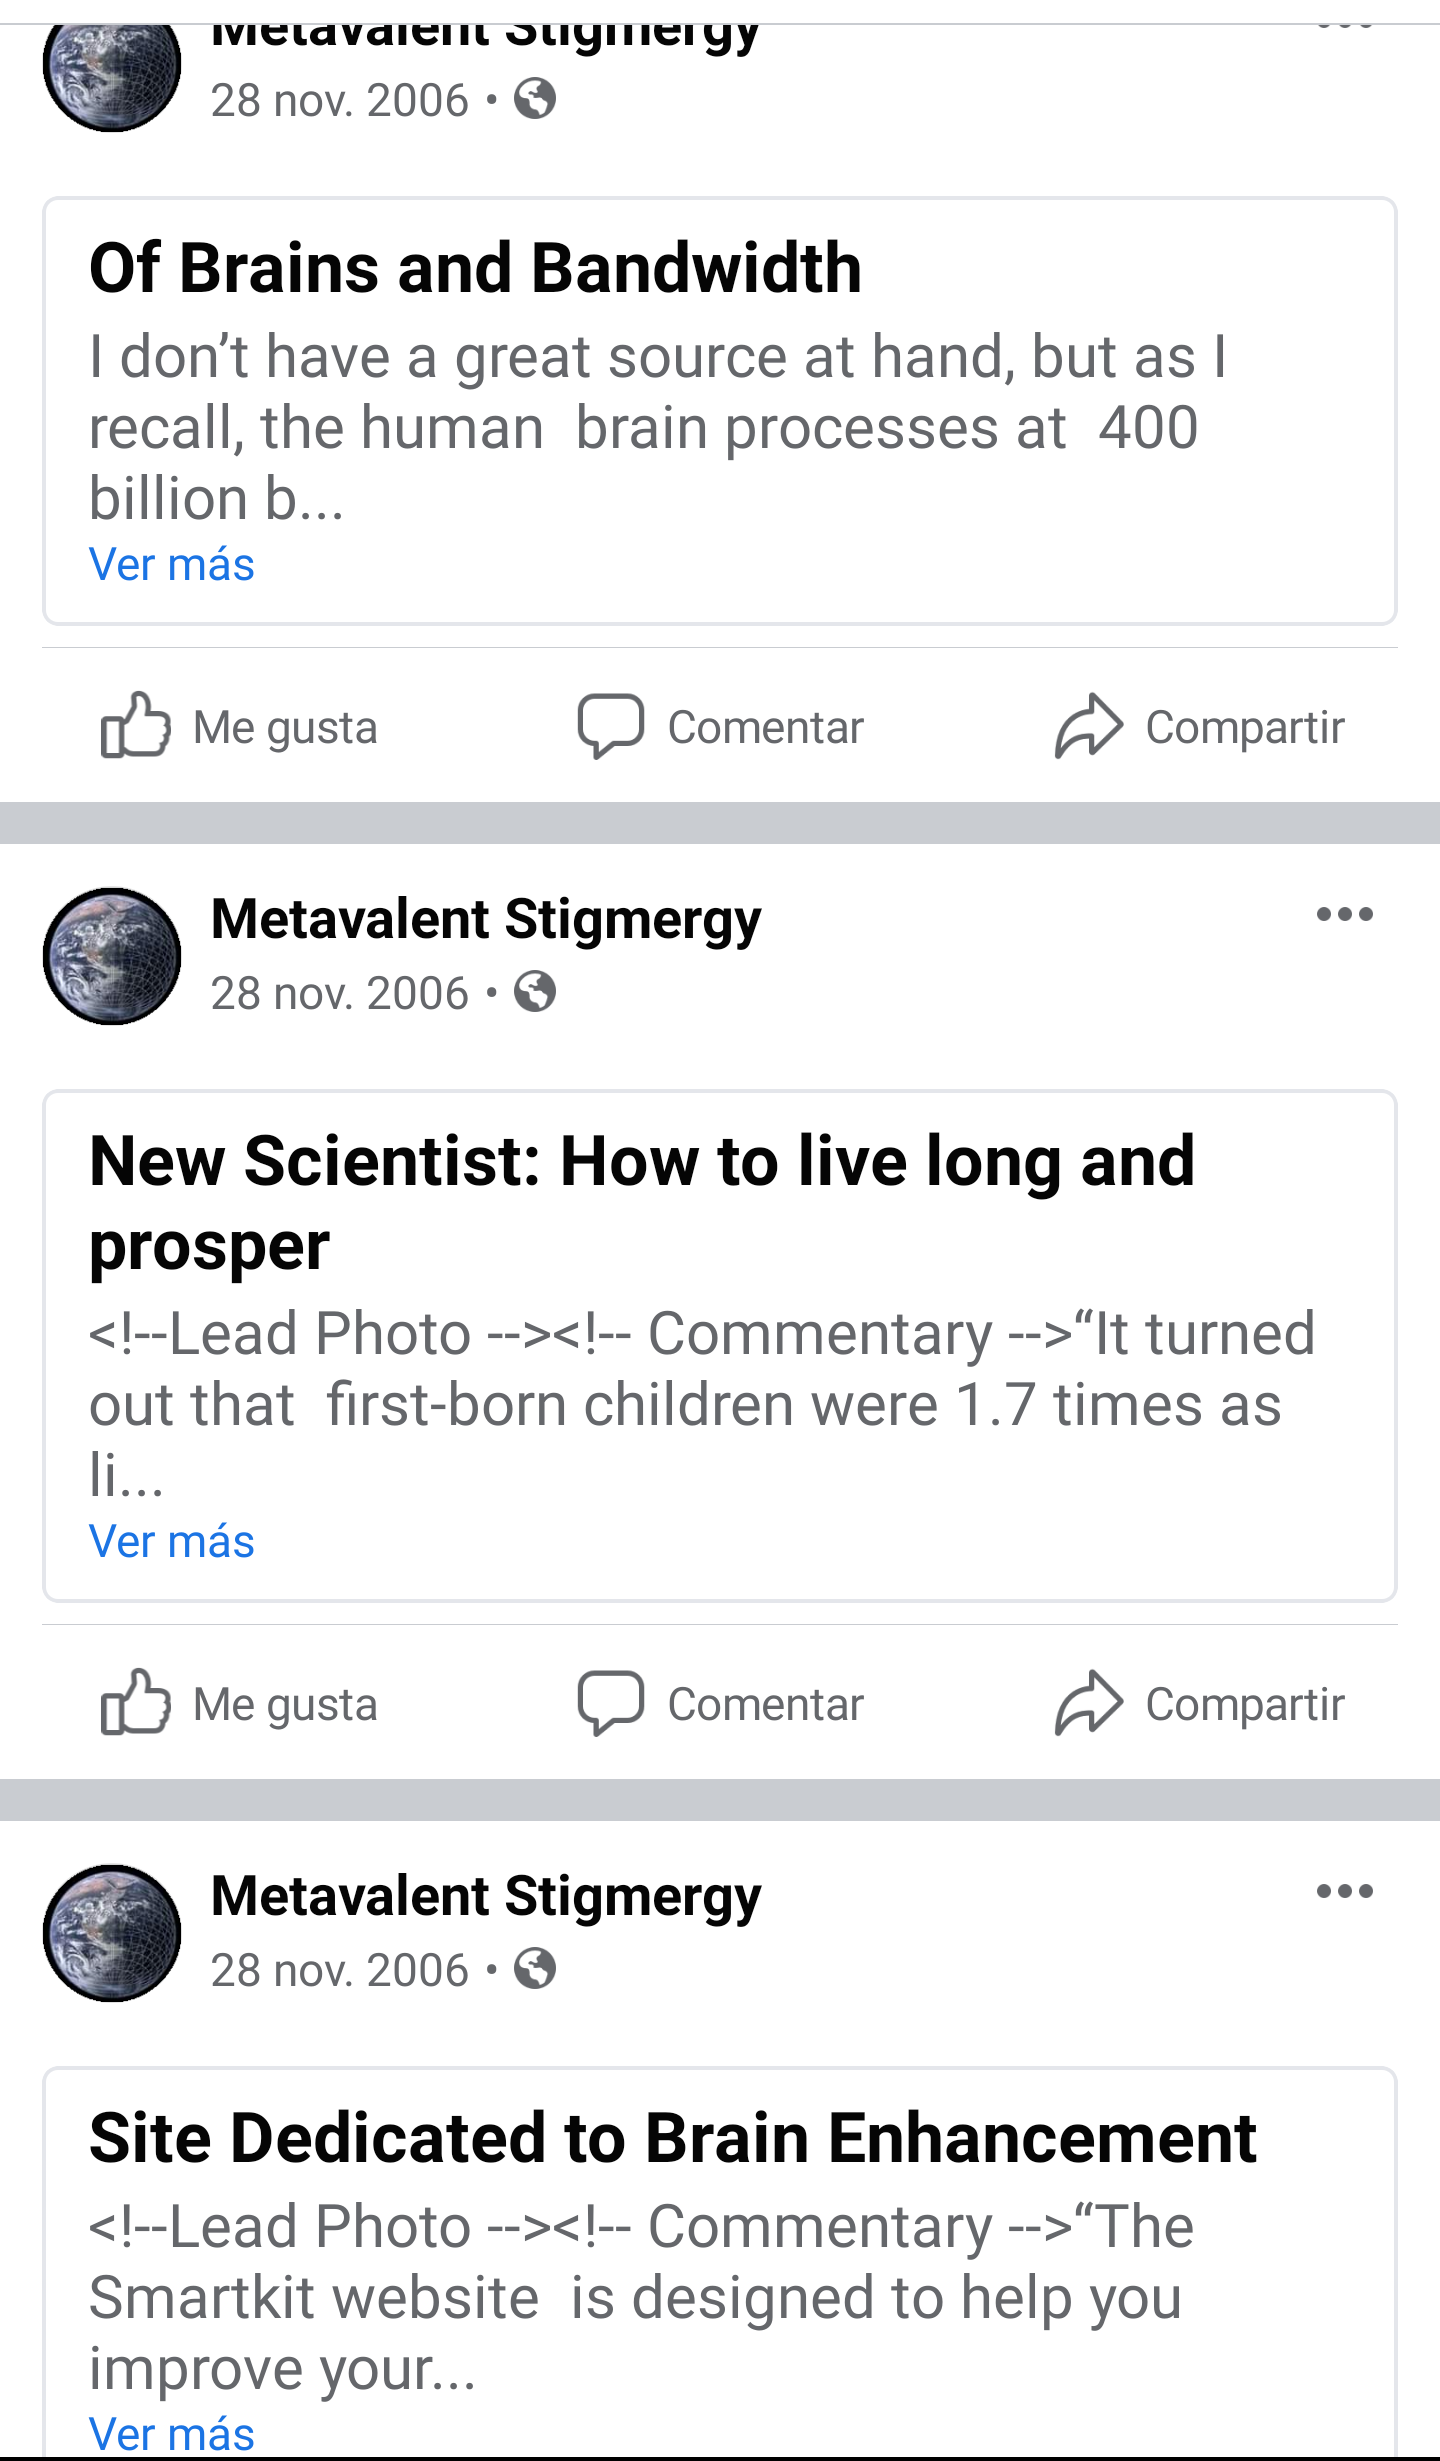 Metavalent Stigmergy
28 nov. 2006 •
Of Brains and Bandwidth
I don’t have a great source at hand, but as I
recall, the human  brain processes at  400
billion b...
Ver más
Me gusta
Comentar
Compartir
Metavalent Stigmergy
28 nov. 2006 •
New Scientist: How to live long and
prosper
<!--Lead Photo --><!-- Commentary -->“It turned
out that  first-born children were 1.7 times as
li...
Ver más
Me gusta
Comentar
Compartir
Metavalent Stigmergy
28 nov. 2006 •
Site Dedicated to Brain Enhancement
<!--Lead Photo --><!-- Commentary -->“The
Smartkit website  is designed to help you
improve your...
Ver más